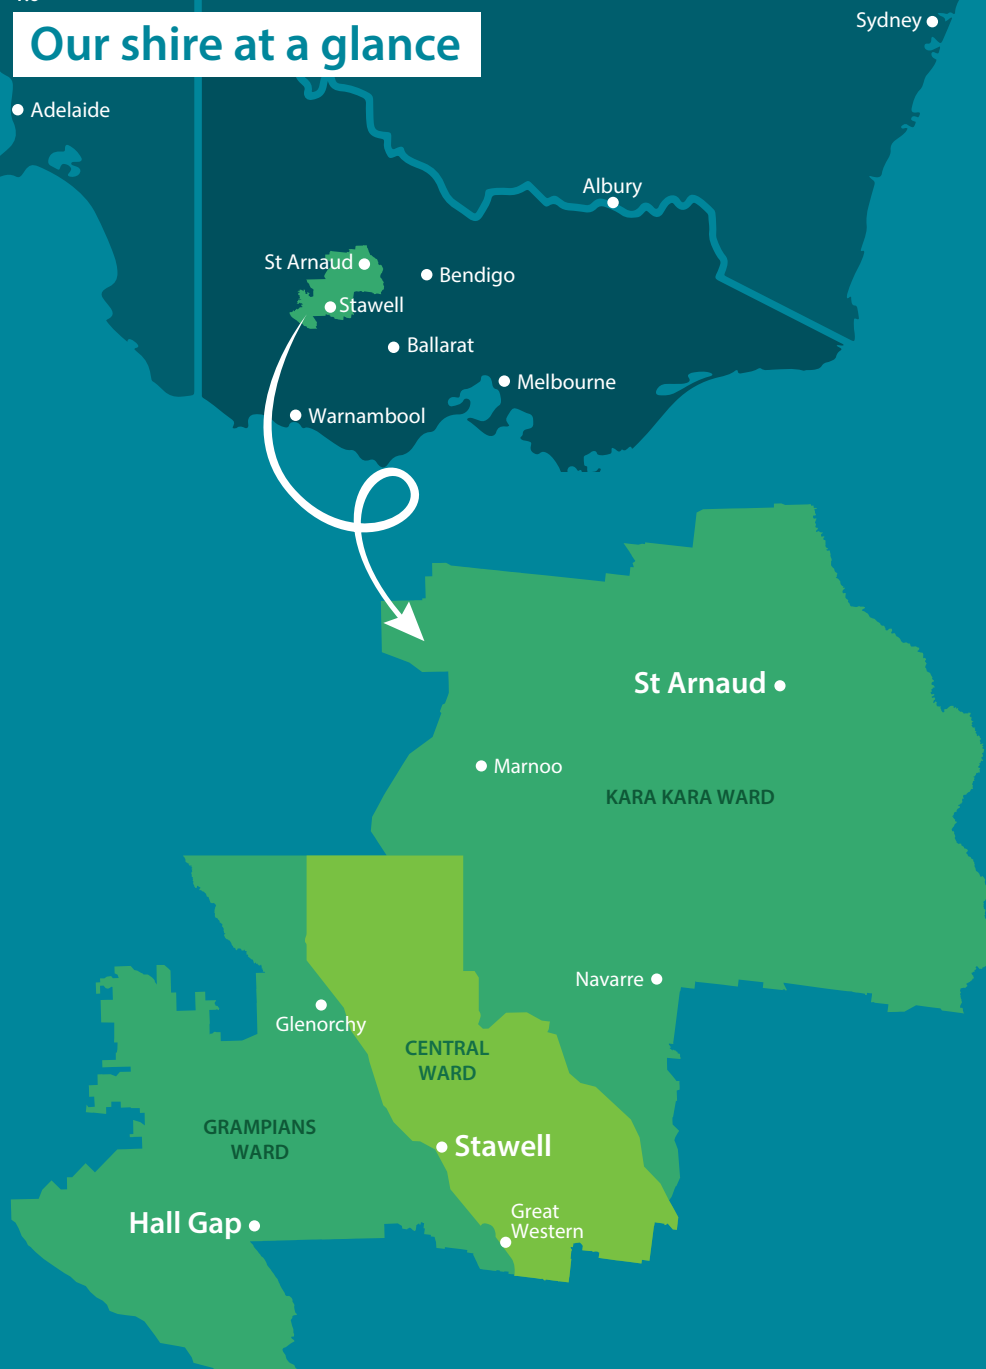 Our shire at a glance
Sydney
Adelaide
Albury
St Arnaud
Bendigo
Stawell
Ballarat
Melbourne
Warnambool
St Arnaud
Marnoo
KARA KARA WARD
Navarre
Glenorchy
CENTRAL
WARD
GRAMPIANS
WARD
Stawell
Hall Gap
Great
Western